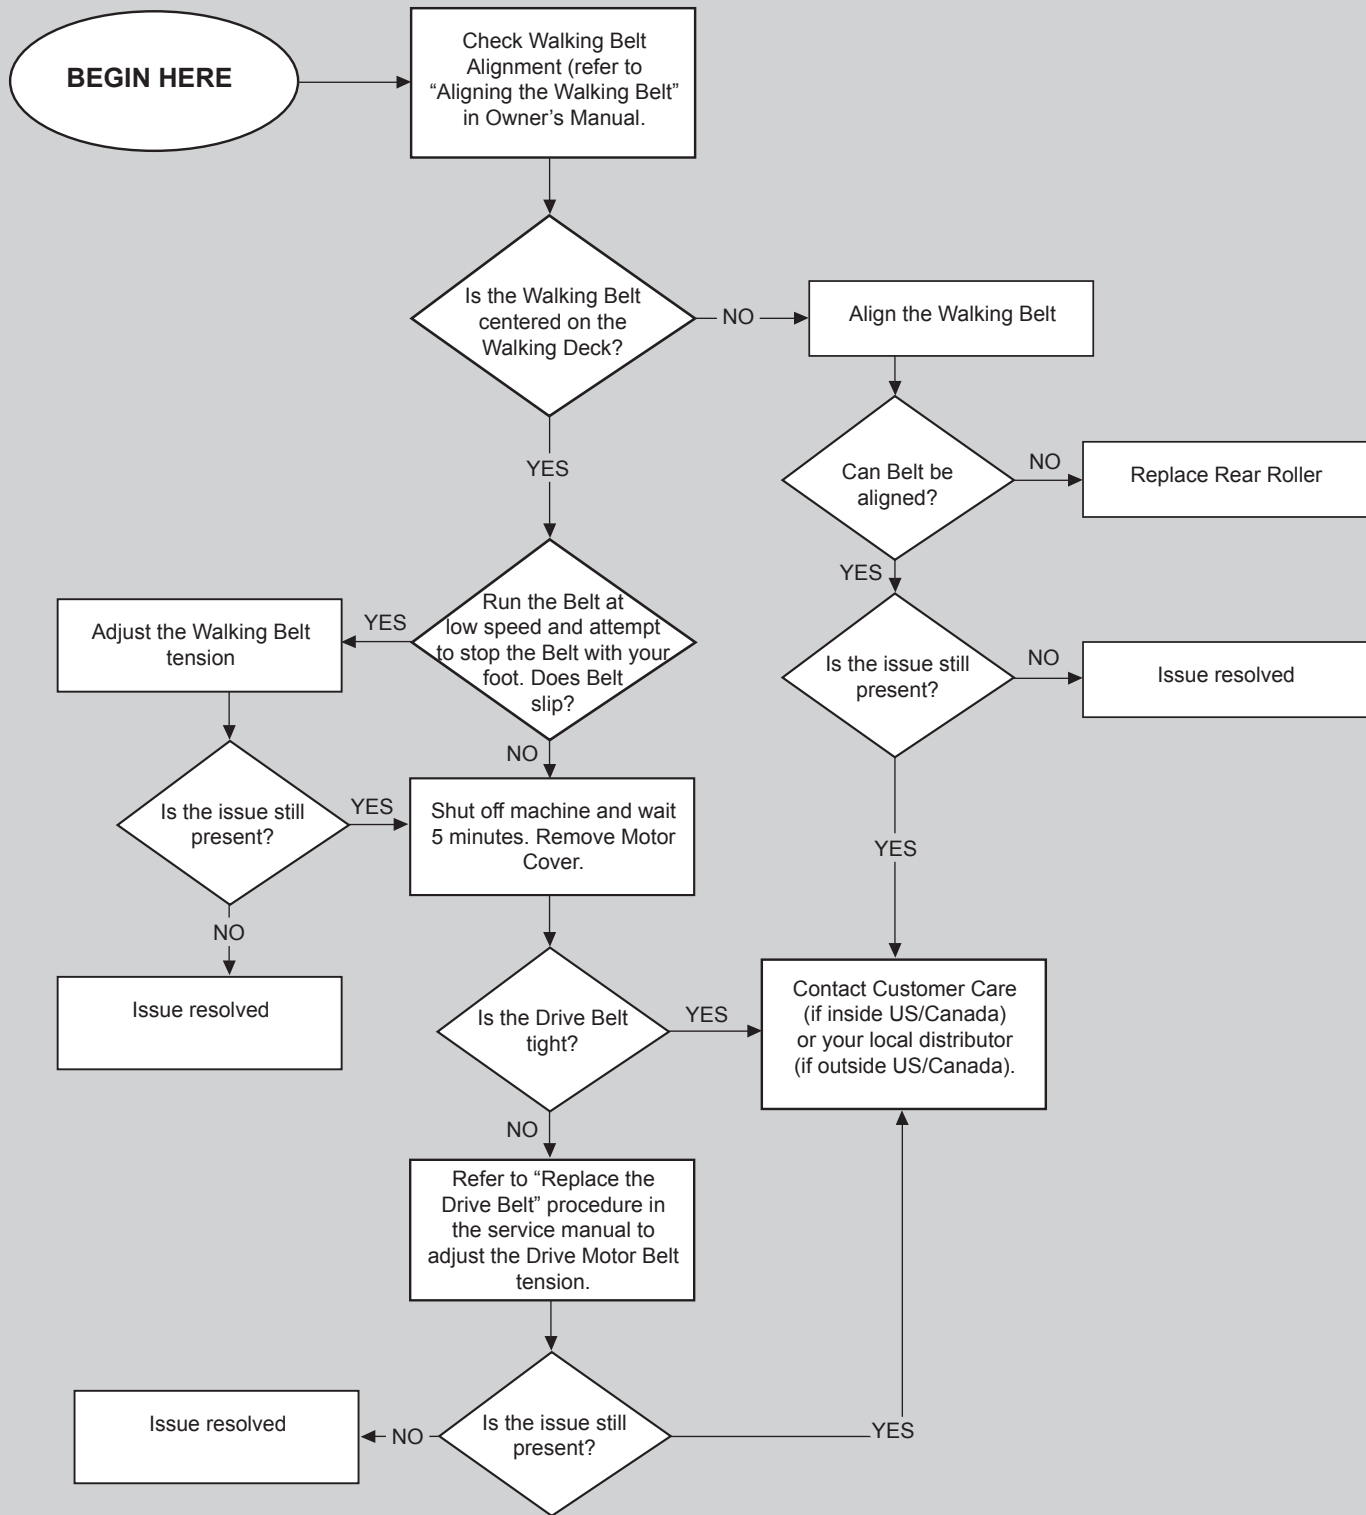 BEGIN HERE
Check Walking Belt
Alignment (refer to
“Aligning the Walking Belt”
in Owner’s Manual.
Is the Walking Belt
centered on the
Walking Deck?
NO
Align the Walking Belt
YES
Can Belt be
aligned?
NO
Replace Rear Roller
YES
Run the Belt at
low speed and attempt
to stop the Belt with your
foot. Does Belt
slip?
YES
Adjust the Walking Belt
tension
Is the issue still
present?
NO
Issue resolved
NO
Is the issue still
present?
YES
Shut off machine and wait
5 minutes. Remove Motor
Cover.
YES
NO
Issue resolved
Is the Drive Belt
tight?
YES
Contact Customer Care
(if inside US/Canada)
or your local distributor
(if outside US/Canada).
NO
Refer to “Replace the
Drive Belt” procedure in
the service manual to
adjust the Drive Motor Belt
tension.
Is the issue still
present?
NO
Issue resolved
YES